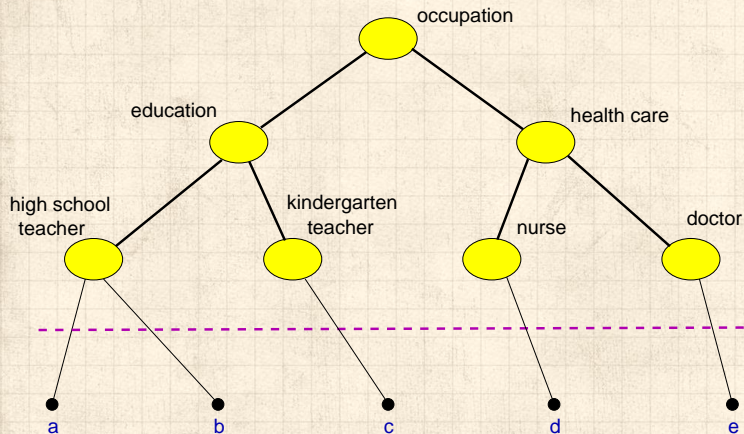 occupation
education
health care
high school
teacher
kindergarten
teacher
nurse
doctor
a
b
c
d
e